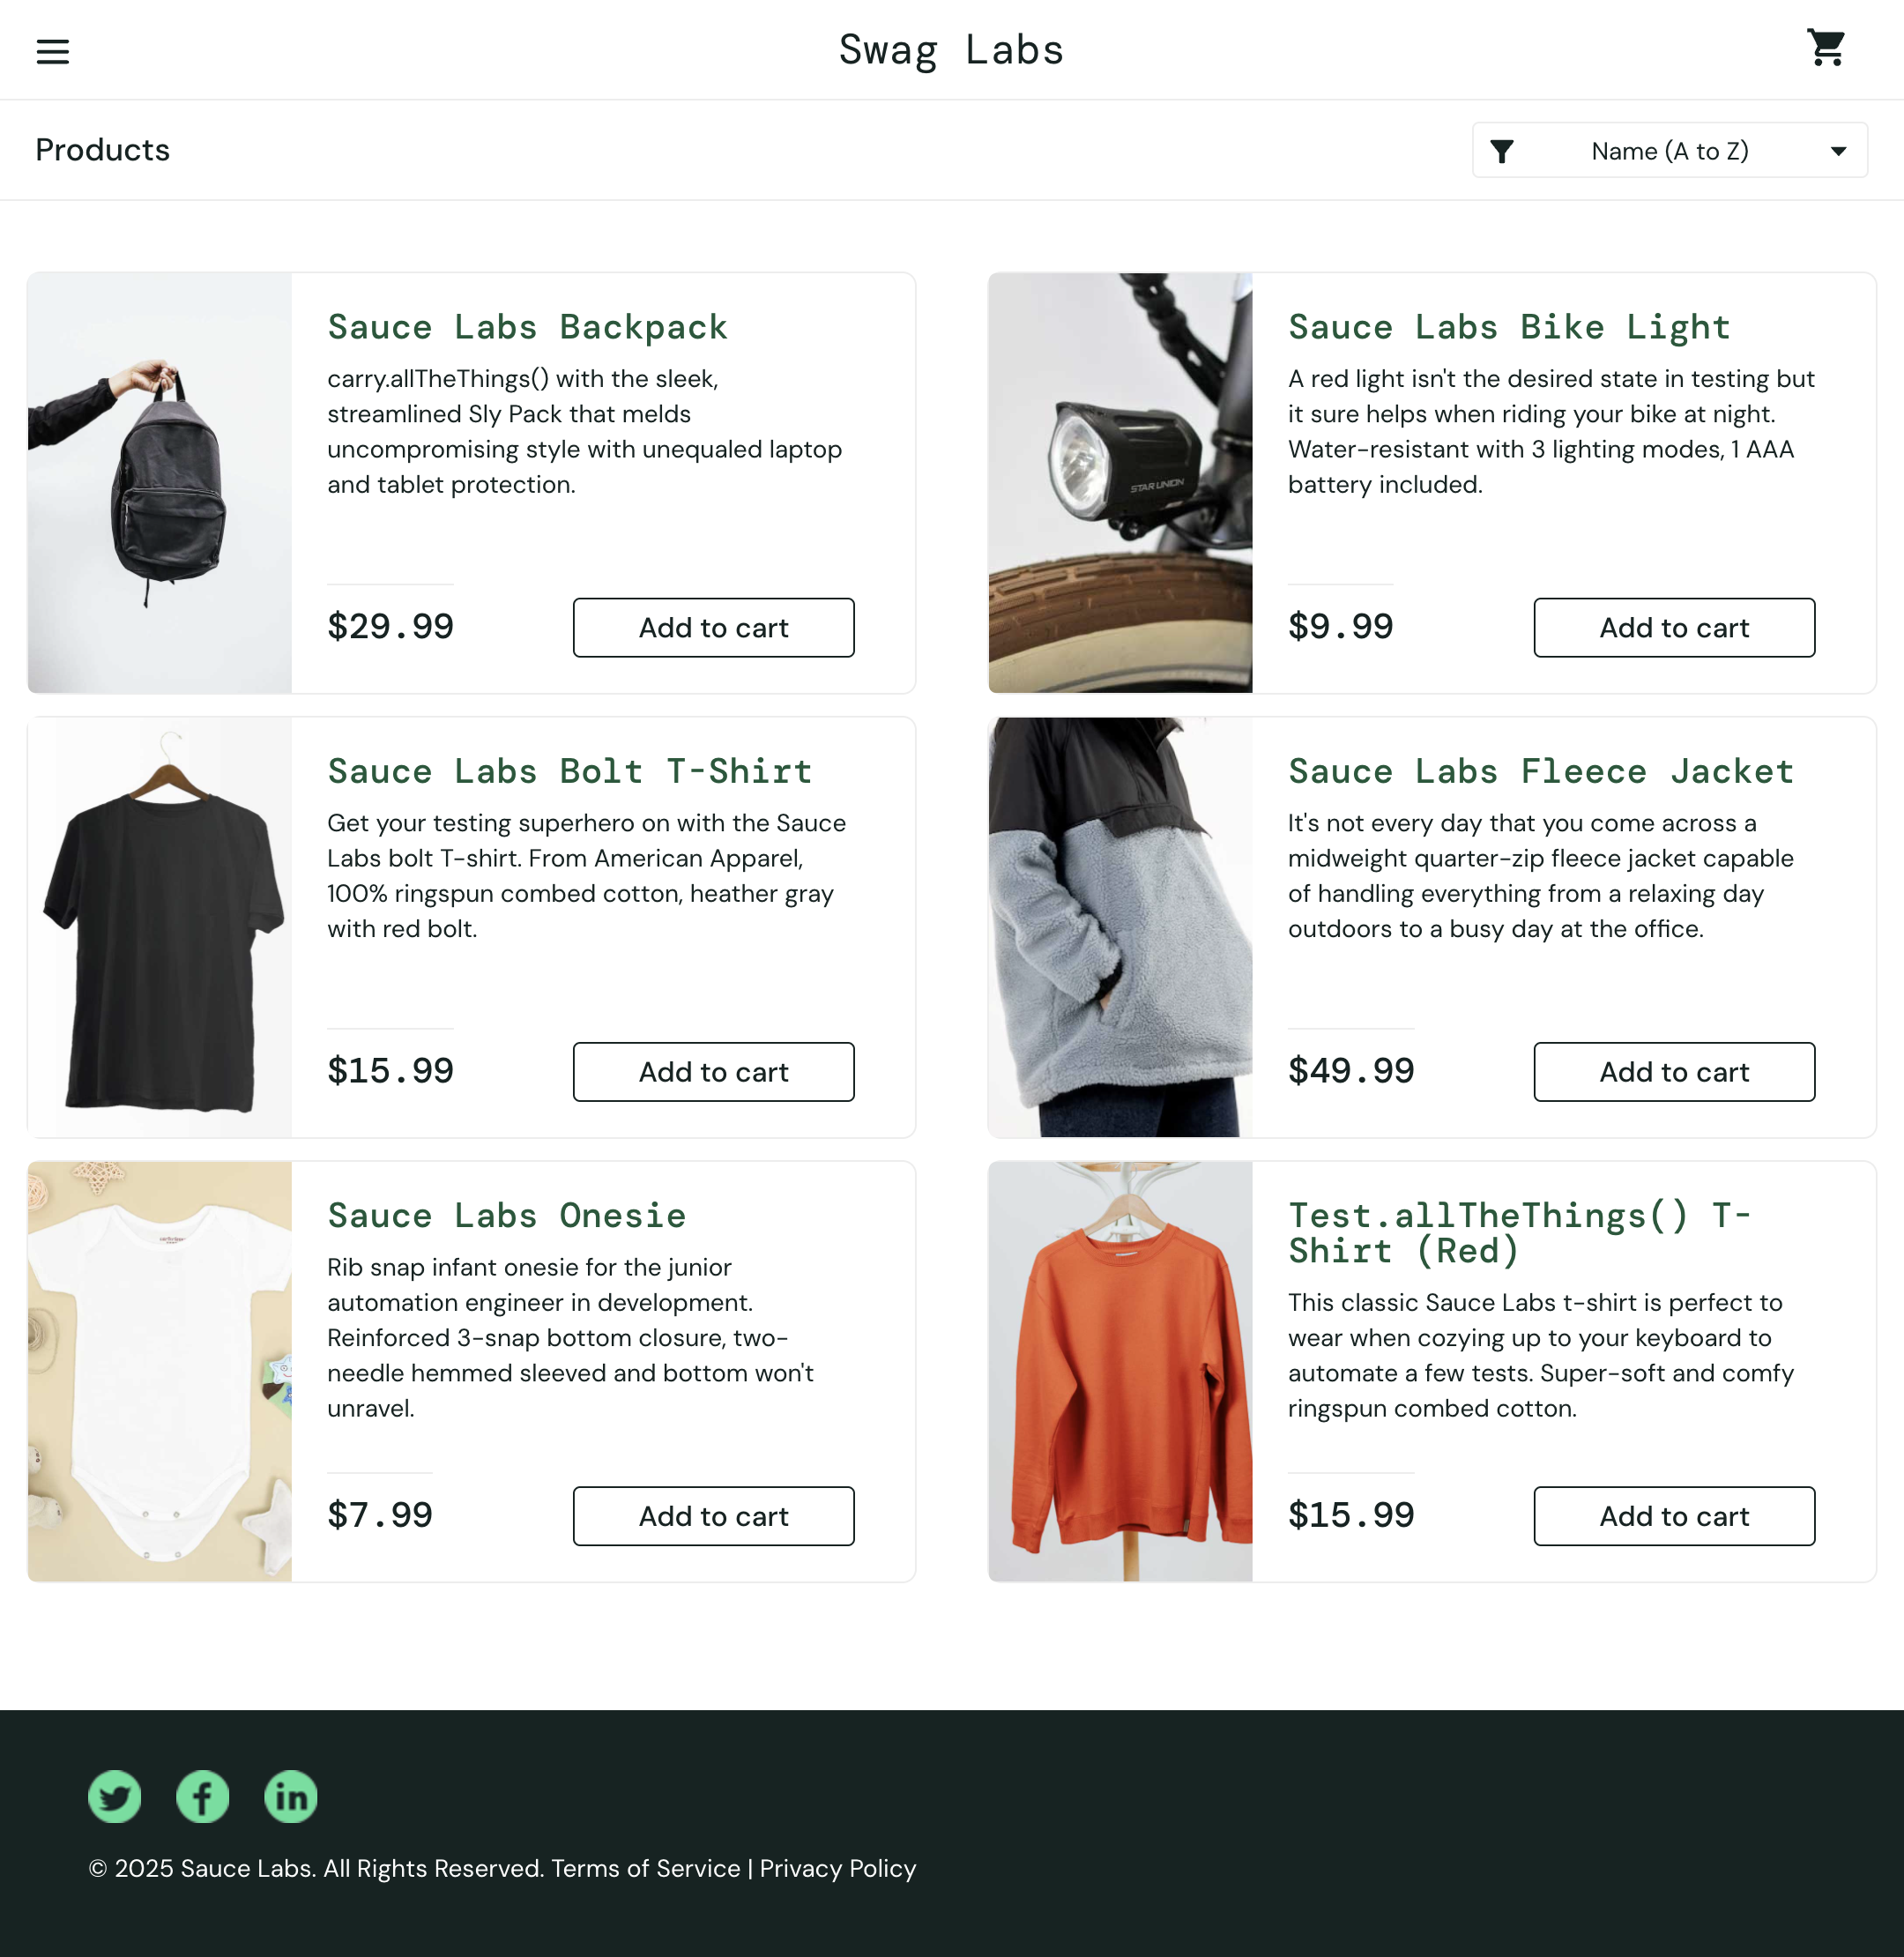 Swag Labs
Products
Name (A to Z)
Sauce Labs Backpack
carry.allTheThings() with the sleek,
streamlined Sly Pack that melds
uncompromising style with unequaled laptop
and tablet protection.
$29.99
Add to cart
Sauce Labs Bike Light
A red light isn't the desired state in testing but
it sure helps when riding your bike at night.
Water-resistant with 3 lighting modes, 1 AAA
battery included.
STAR UNION
$9.99
Add to cart
Sauce Labs Bolt T-Shirt
Get your testing superhero on with the Sauce
Labs bolt T-shirt. From American Apparel,
100% ringspun combed cotton, heather gray
with red bolt.
$15.99
Add to cart
Sauce Labs Fleece Jacket
It's not every day that you come across a
midweight quarter-zip fleece jacket capable
of handling everything from a relaxing day
outdoors to a busy day at the office.
$49.99
Add to cart
Sauce Labs Onesie
Rib snap infant onesie for the junior
automation engineer in development.
Reinforced 3-snap bottom closure, two-
needle hemmed sleeved and bottom won't
unravel.
$7.99
Add to cart
Test.allTheThings() T-
Shirt (Red)
This classic Sauce Labs t-shirt is perfect to
wear when cozying up to your keyboard to
automate a few tests. Super-soft and comfy
ringspun combed cotton.
$15.99
Add to cart
© 2025 Sauce Labs. All Rights Reserved. Terms of Service | Privacy Policy